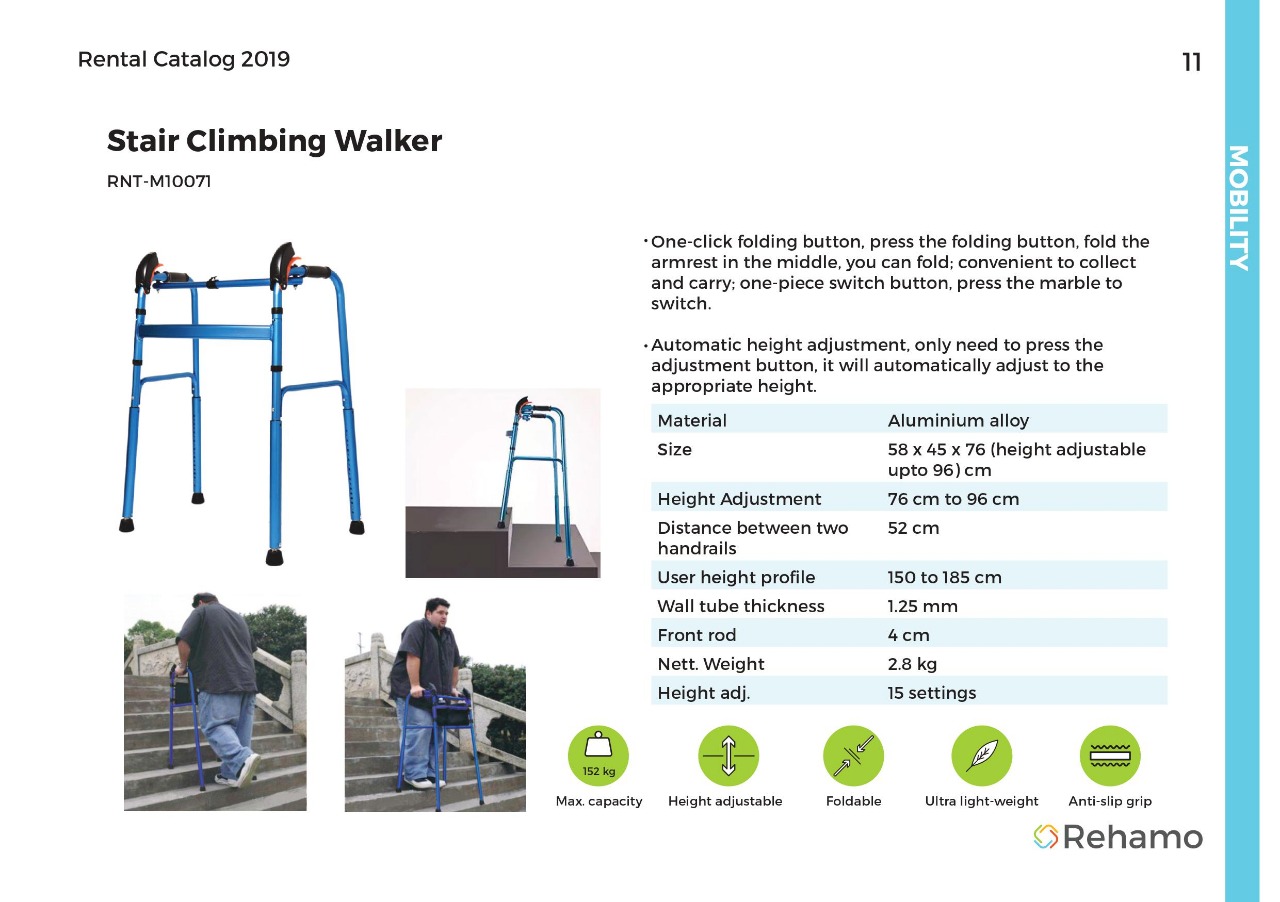 Rental Catalog 2019
11
MOBILITY
Stair Climbing Walker
RNT-M10071
· One-click folding button, press the folding button, fold the
armrest in the middle, you can fold; convenient to collect
and carry; one-piece switch button, press the marble to
switch.
· Automatic height adjustment, only need to press the
adjustment button, it will automatically adjust to the
appropriate height.
Material Aluminium alloy
Size 58 x 45 x 76 (height adjustable
upto 96) cm
Height Adjustment 76 cm to 96 cm
Distance between two 52 cm
handrails
User height profile 150 to 185 cm
Wall tube thickness 1.25 mm
Front rod 4 cm
Nett. Weight 2.8 kg
Height adj. 15 settings
152 kg
Max. capacity Height adjustable Foldable Ultra light-weight Anti-slip grip
Rehamo